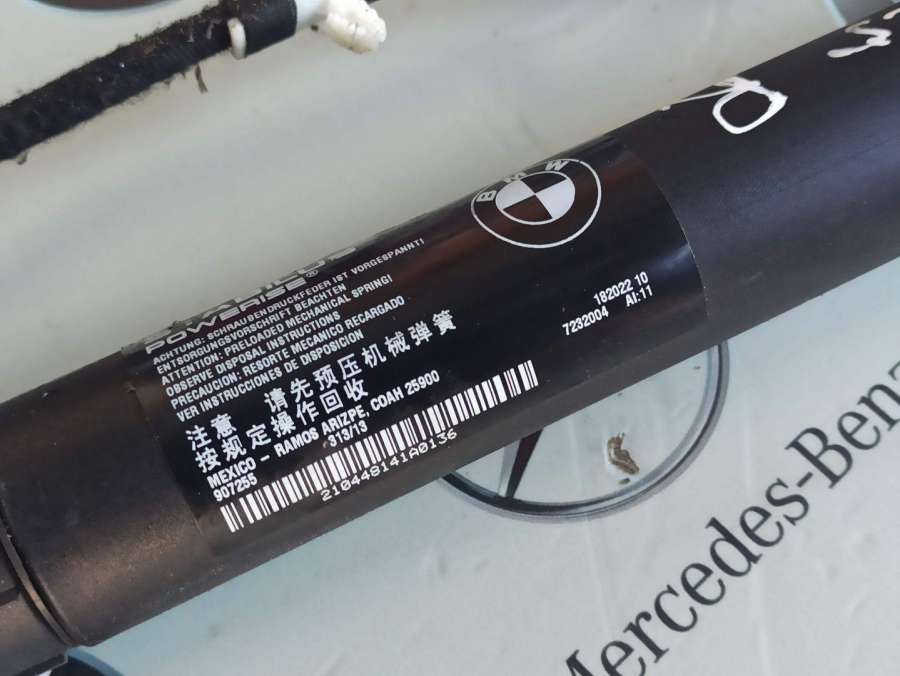 POWERISE®
ACHTUNG: SCHRAUBENDRUCKFEDER IST VORGESPANNT!
ENTSORGUNGSVORSCHRIFT BEACHTEN
ATTENTION: PRELOADED MECHANICAL SPRING!
OBSERVE DISPOSAL INSTRUCTIONS
PRECAUCION: RESORTE MECANICO RECARGADO
VER INSTRUCCIONES DE DISPOSICION
注意 请先预压机械弹簧
按规定操作回收
MEXICO - RAMOS ARIZPE, COAH 25900
907255 313/13
210448141A0136
BMW
182022 10
7232004 AI:11
Mercedes-Benz